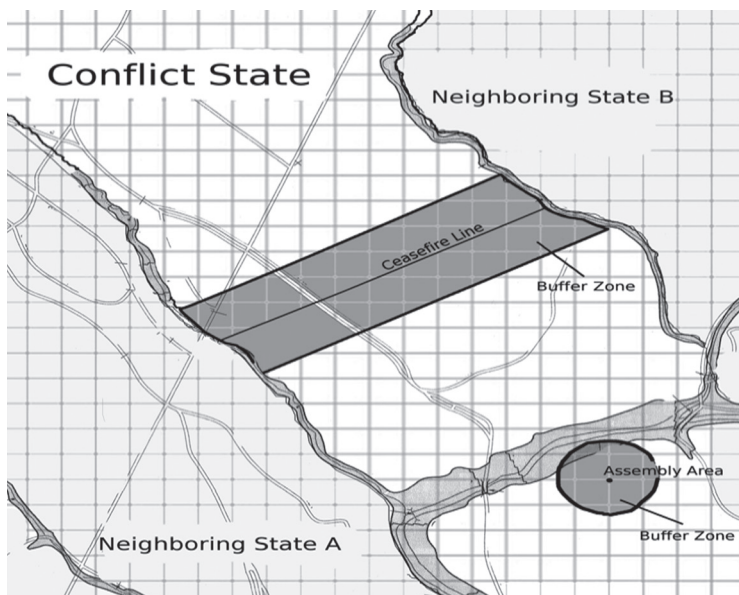 Conflict State
Neighboring State B
Ceasefire Line
Buffer Zone
Assembly Area
Buffer Zone
Neighboring State A